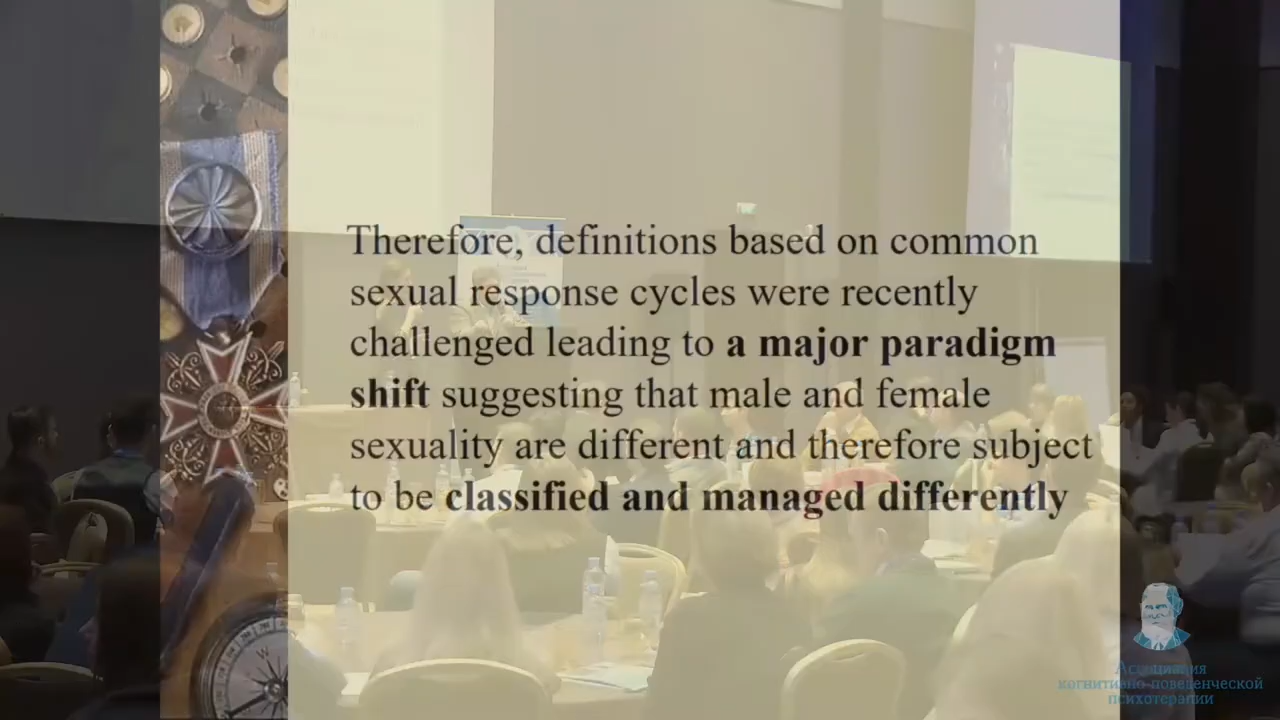 Therefore, definitions based on common
sexual response cycles were recently
challenged leading to a major paradigm
shift suggesting that male and female
sexuality are different and therefore subject
to be classified and managed differently
Ассоциация
когнитивно-поведенческой
психотерапии